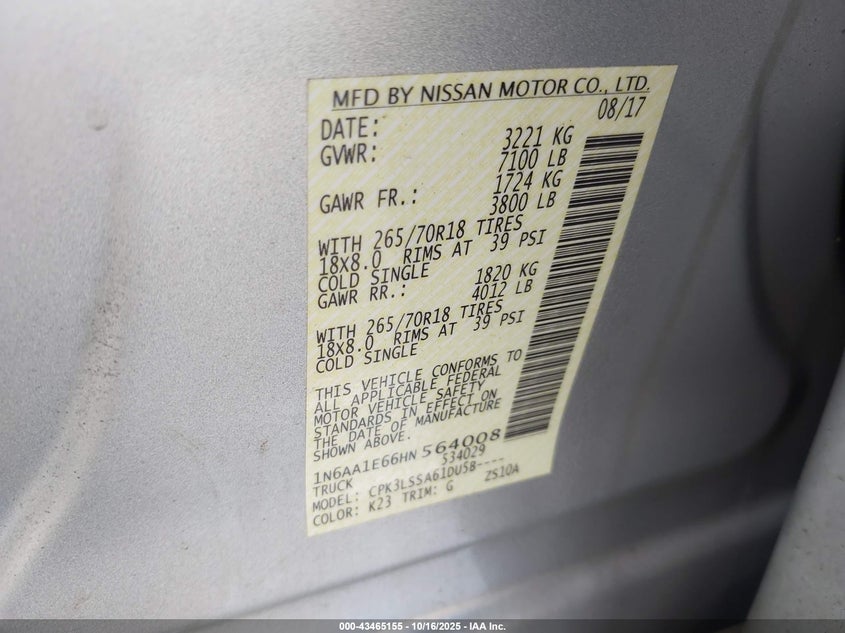 MFD BY NISSAN MOTOR CO., LTD.
DATE: 08/17
GVWR: 3221 KG
7100 LB
GAWR FR.: 1724 KG
3800 LB
WITH 265/70R18 TIRES
18X8.0 RIMS AT 39 PSI
COLD SINGLE
GAWR RR.: 1820 KG
4012 LB
WITH 265/70R18 TIRES
18X8.0 RIMS AT 39 PSI
COLD SINGLE
THIS VEHICLE CONFORMS TO
ALL APPLICABLE FEDERAL
MOTOR VEHICLE SAFETY
STANDARDS IN EFFECT ON
THE DATE OF MANUFACTURE
SHOWN ABOVE.
1N6AA1E66HN 564008
TRUCK 534029
MODEL: CPK3LSSA61DU58----
COLOR: K23 TRIM: G ZS10A
000-43465155 - 10/16/2025 - IAA Inc.